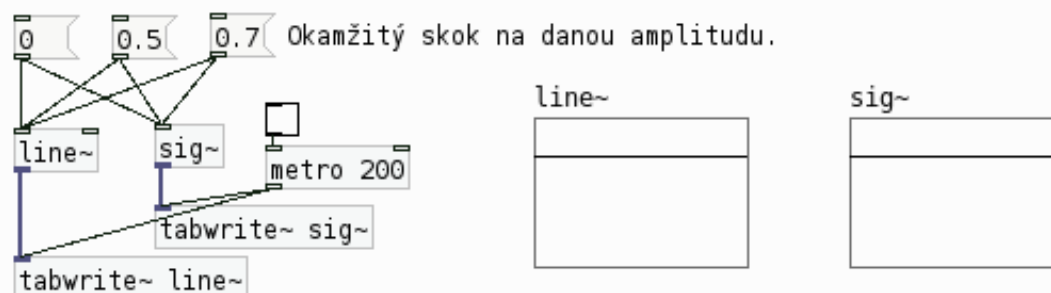 0
0.5
0.7
Okamžitý skok na danou amplitudu.
line~
sig~
line~
sig~
metro 200
tabwrite~ sig~
tabwrite~ line~